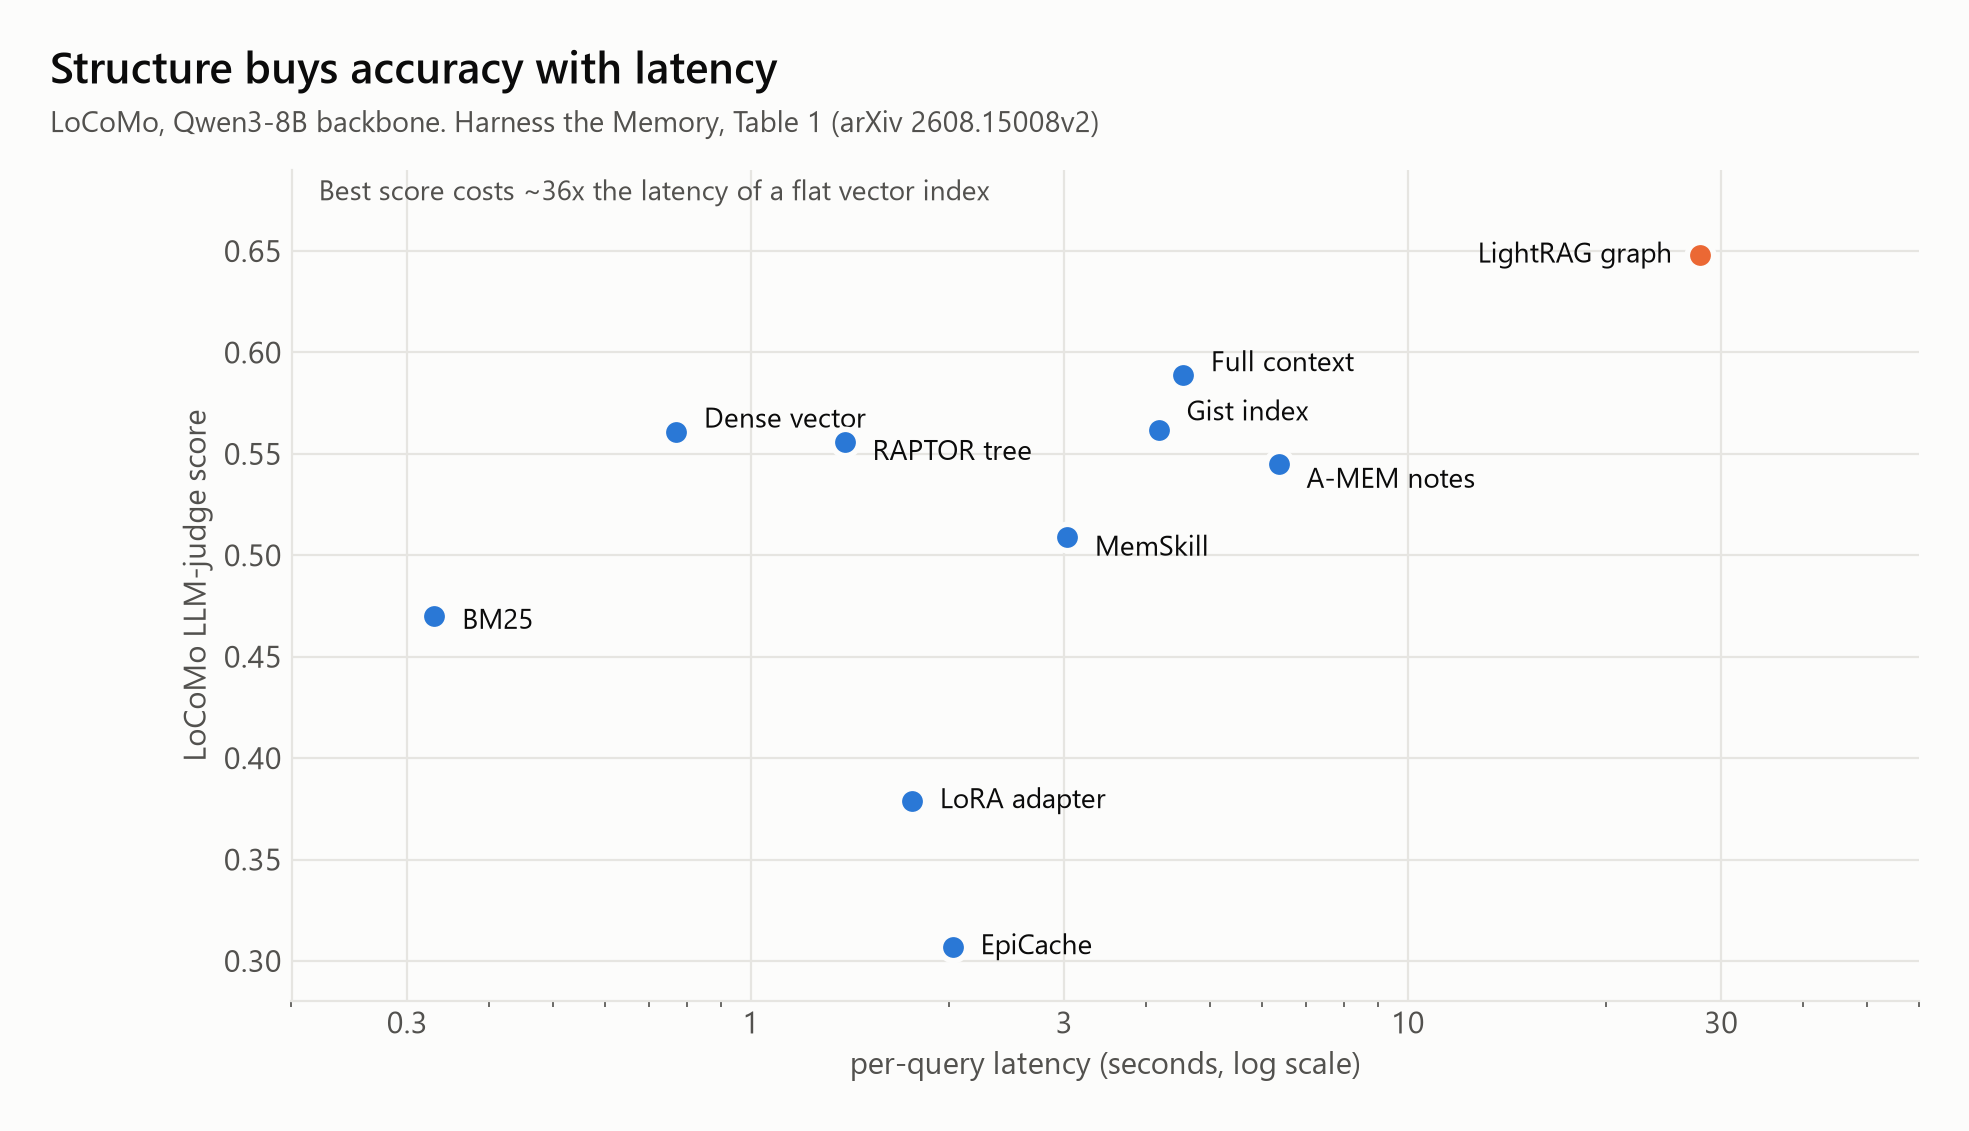 Structure buys accuracy with latency
LoCoMo, Qwen3-8B backbone. Harness the Memory, Table 1 (arXiv 2608.15008v2)
Best score costs ~36x the latency of a flat vector index
LoCoMo LLM-judge score
0.65
0.60
0.55
0.50
0.45
0.40
0.35
0.30
LightRAG graph
Full context
Gist index
Dense vector
RAPTOR tree
A-MEM notes
MemSkill
BM25
LoRA adapter
EpiCache
0.3
1
3
10
30
per-query latency (seconds, log scale)